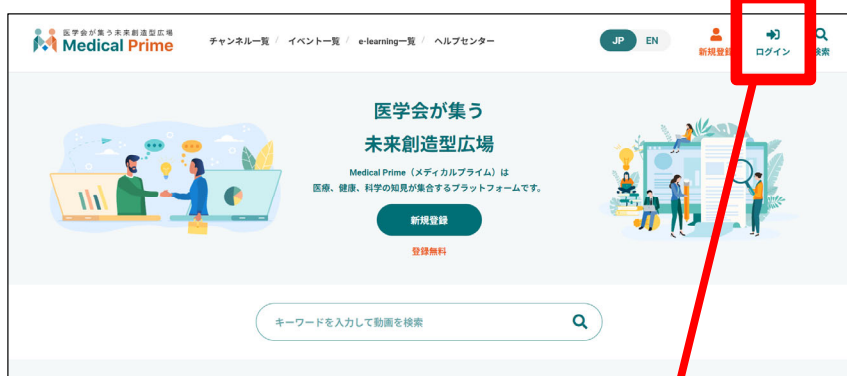 医学会が集う未来創造型広場
Medical Prime
チャンネル一覧 / イベント一覧 / e-learning一覧 / ヘルプセンター
JP EN
新規登録
ログイン
検索
医学会が集う
未来創造型広場
Medical Prime（メディカルプライム）は
医療、健康、科学の知見が集合するプラットフォームです。
新規登録
登録無料
キーワードを入力して動画を検索